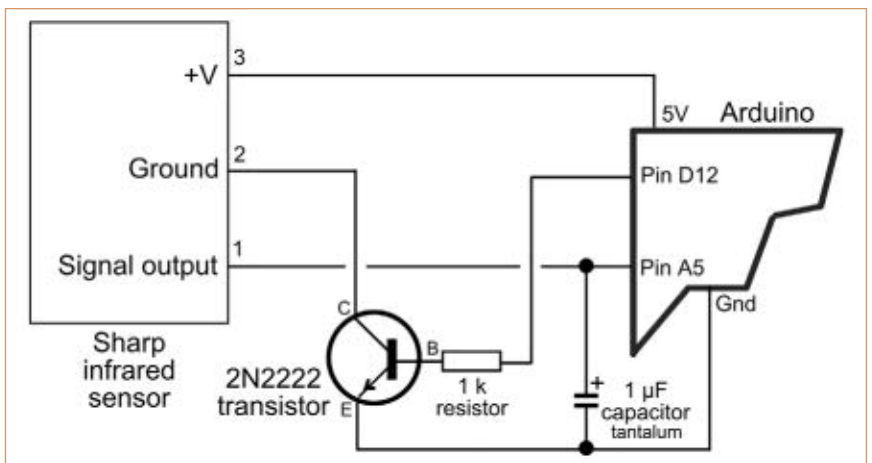 +V
3
Ground
2
Signal output
1
Sharp
infrared
sensor
C
B
E
2N2222
transistor
1 k
resistor
+
1 µF
capacitor
tantalum
5V
Arduino
Pin D12
Pin A5
Gnd